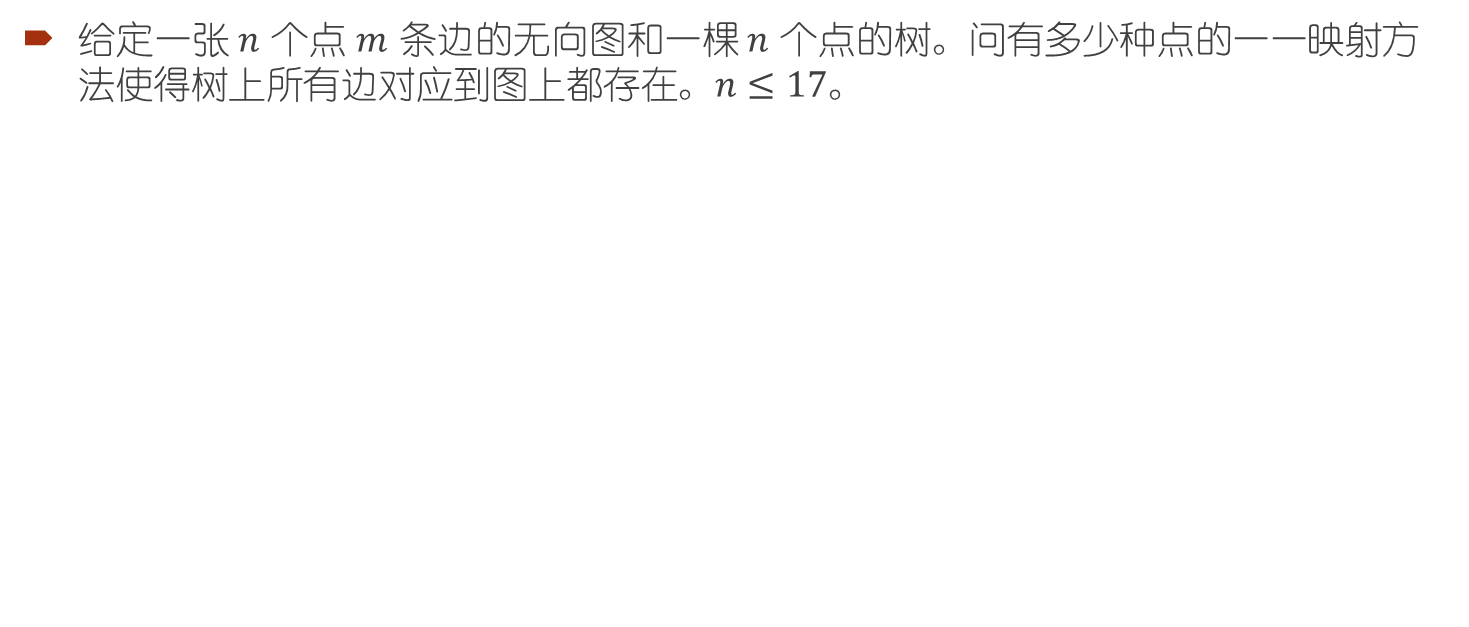 给定一张 n 个点 m 条边的无向图和一棵 n 个点的树。问有多少种点的一一映射方
法使得树上所有边对应到图上都存在。n ≤ 17。